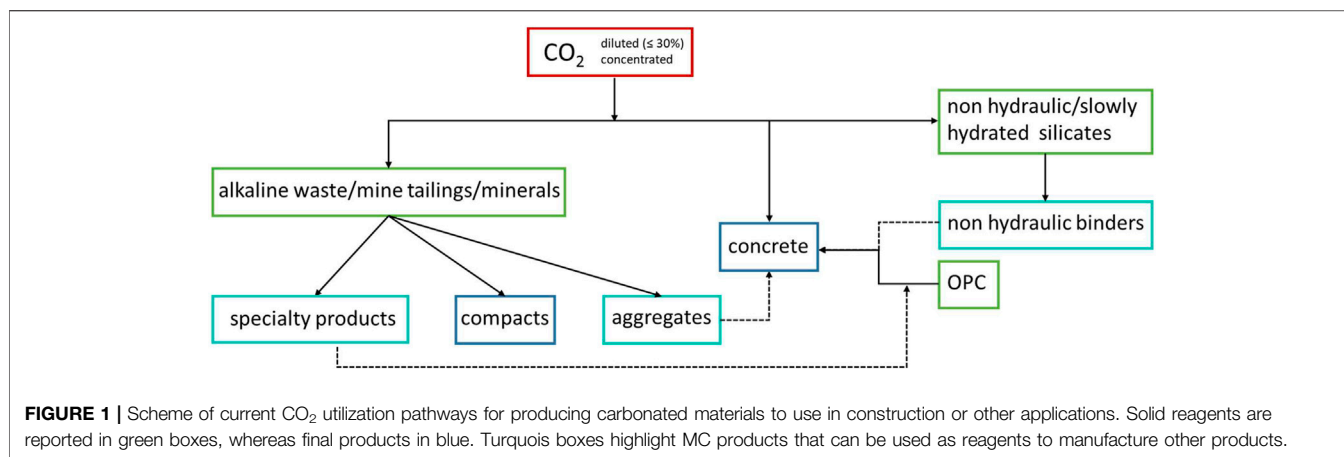 CO₂ diluted (≤ 30%)
concentrated
non hydraulic/slowly
hydrated silicates
alkaline waste/mine tailings/minerals
non hydraulic binders
concrete
OPC
specialty products
compacts
aggregates
FIGURE 1 | Scheme of current CO₂ utilization pathways for producing carbonated materials to use in construction or other applications. Solid reagents are
reported in green boxes, whereas final products in blue. Turquois boxes highlight MC products that can be used as reagents to manufacture other products.